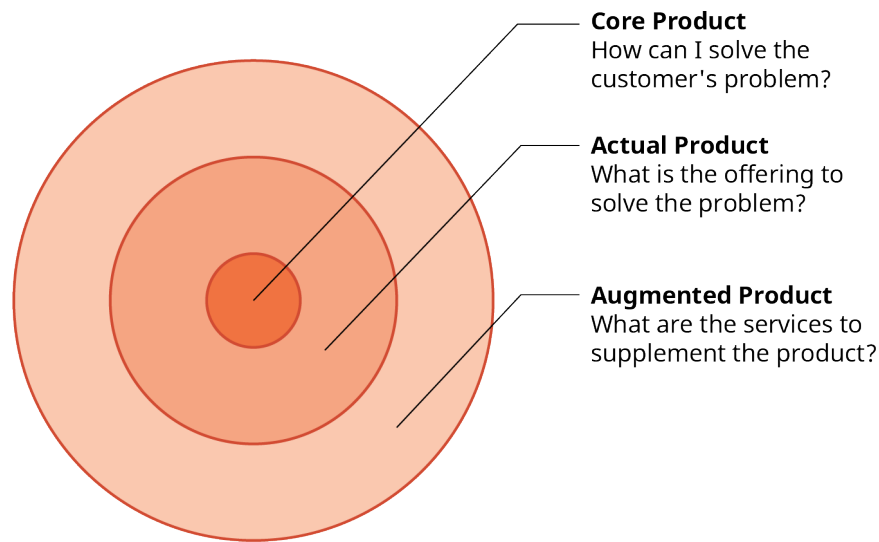 Core Product
How can I solve the
customer's problem?
Actual Product
What is the offering to
solve the problem?
Augmented Product
What are the services to
supplement the product?